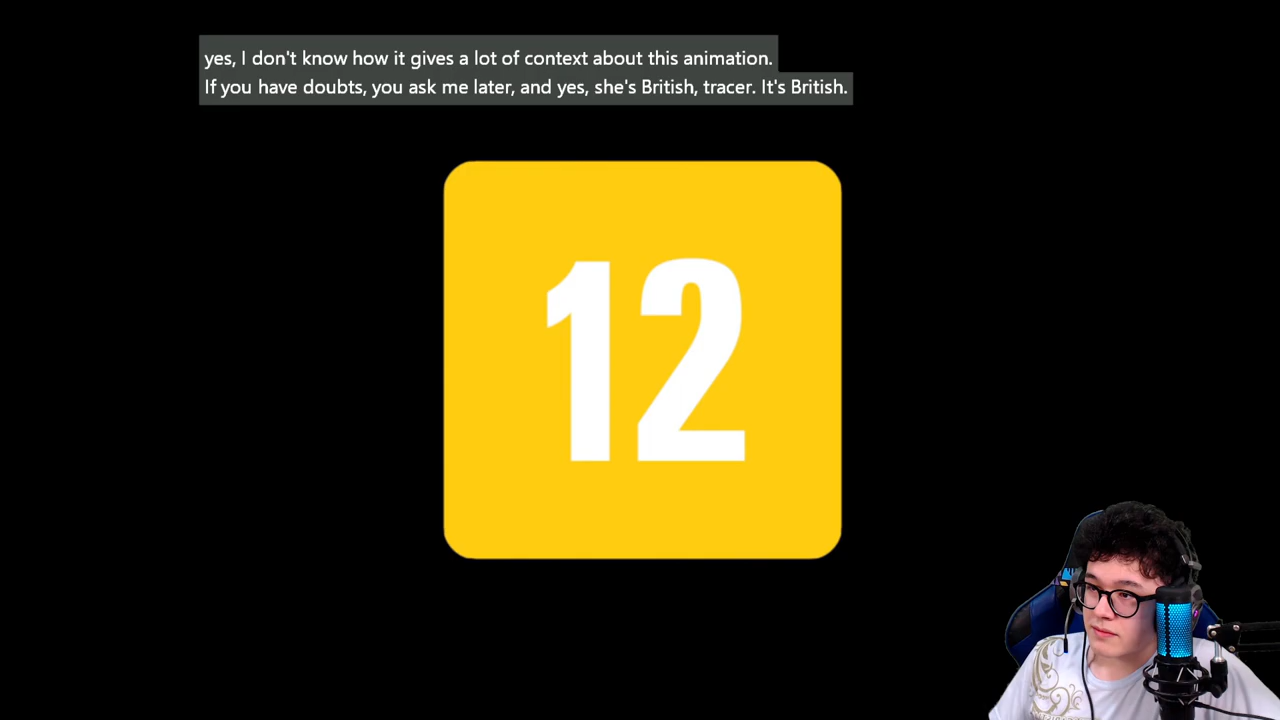 yes, I don't know how it gives a lot of context about this animation.
If you have doubts, you ask me later, and yes, she's British, tracer. It's British.
12